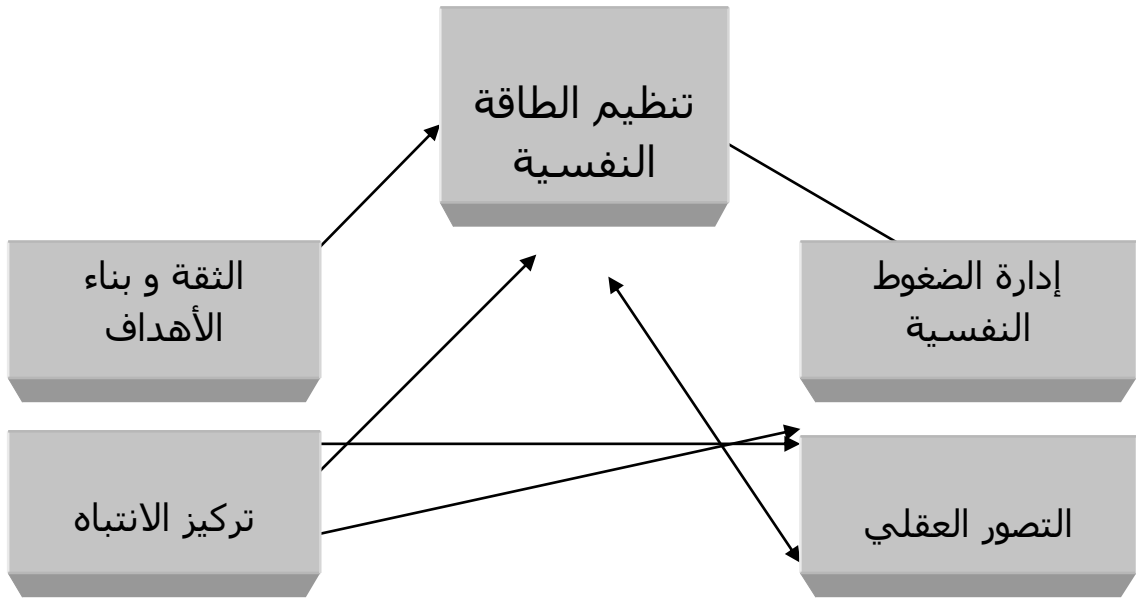 تنظيم الطاقة
النفسية
إدارة الضغوط
النفسية
الثقة و بناء
الأهداف
التصور العقلي
تركيز الانتباه